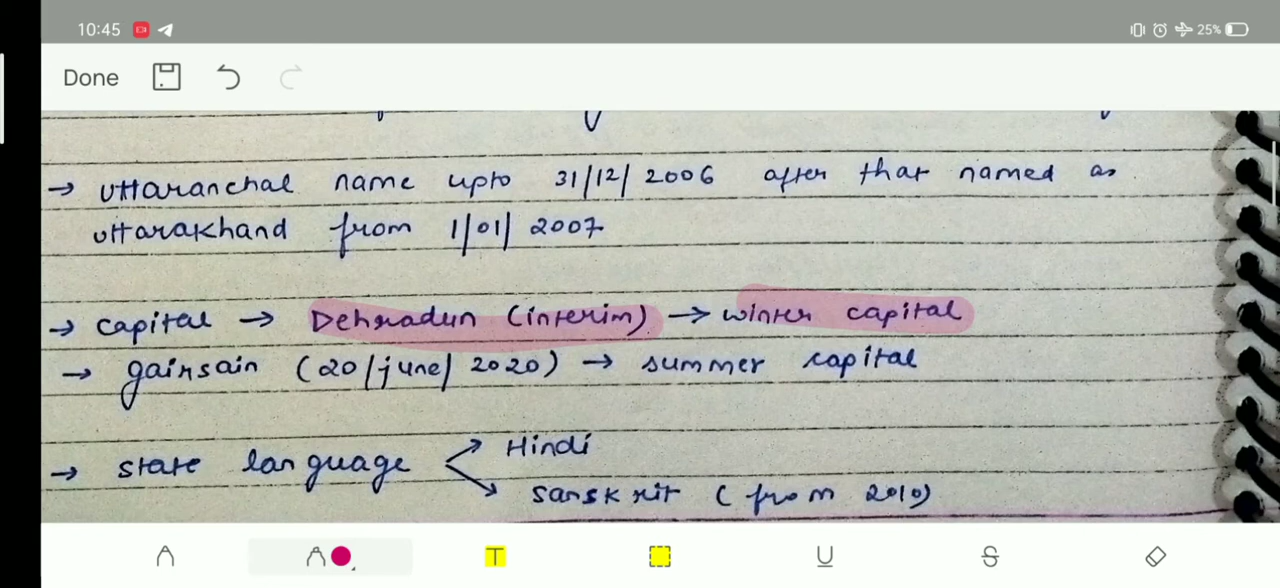 10:45
25%
Done
→ Uttaranchal name upto 31/12/2006 after that named as
Uttarakhand from 1/01/2007
→ capital → Dehradun (interim) → winter capital
→ gairsain (20/june/2020) → summer capital
→ state language Hindi
Sanskrit (from 2010)
T U S